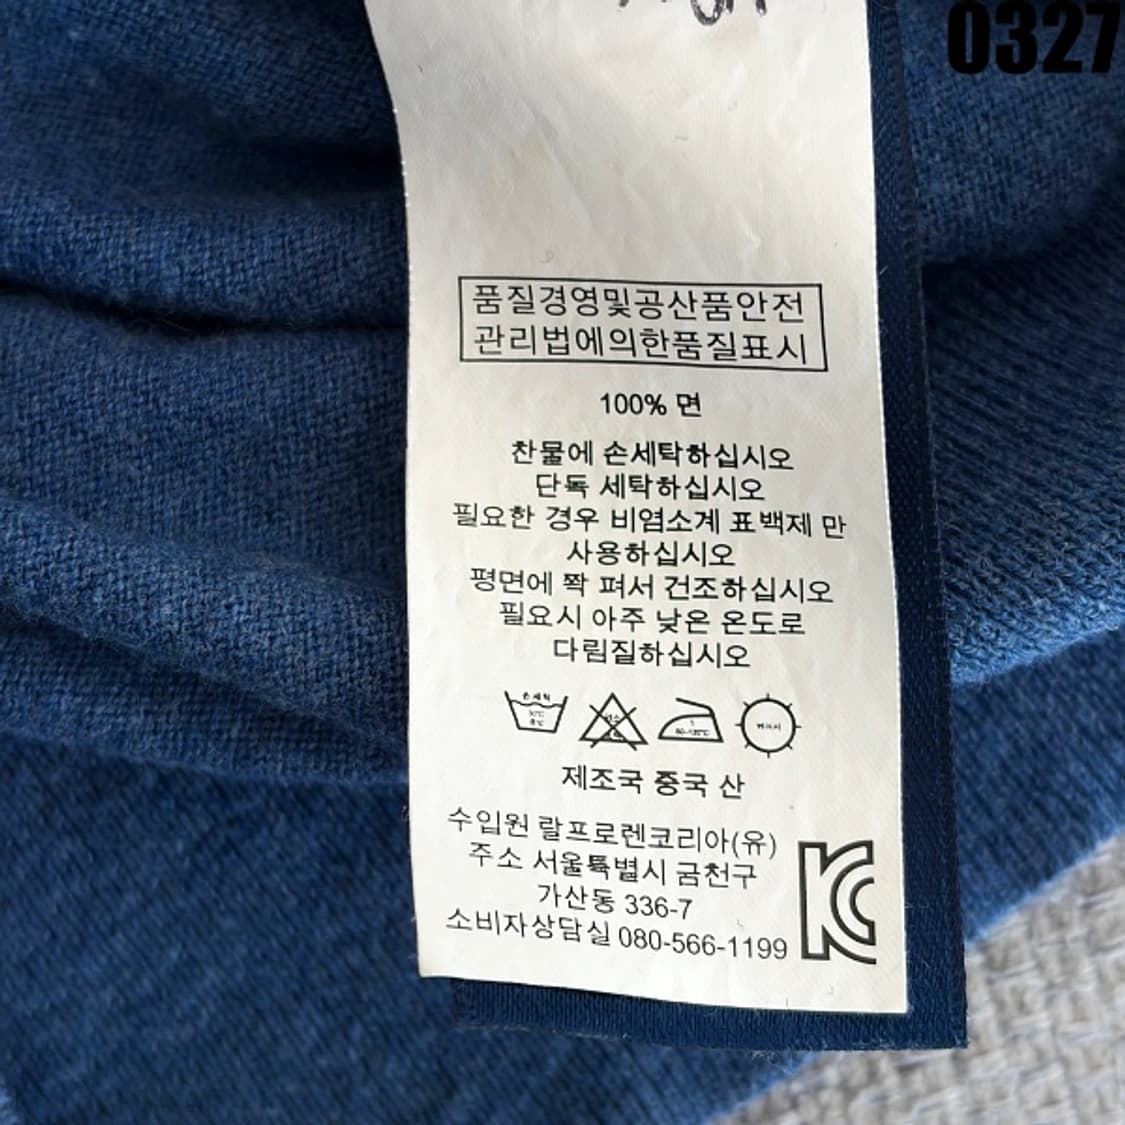 0327
품질경영및공산품안전
관리법에의한품질표시
100% 면
찬물에 손세탁하십시오
단독 세탁하십시오
필요한 경우 비염소계 표백제 만
사용하십시오
평면에 쫙 펴서 건조하십시오
필요시 아주 낮은 온도로
다림질하십시오
손세탁
제조국 중국 산
수입원 랄프로렌코리아(유)
주소 서울특별시 금천구
가산동 336-7
소비자상담실 080-566-1199